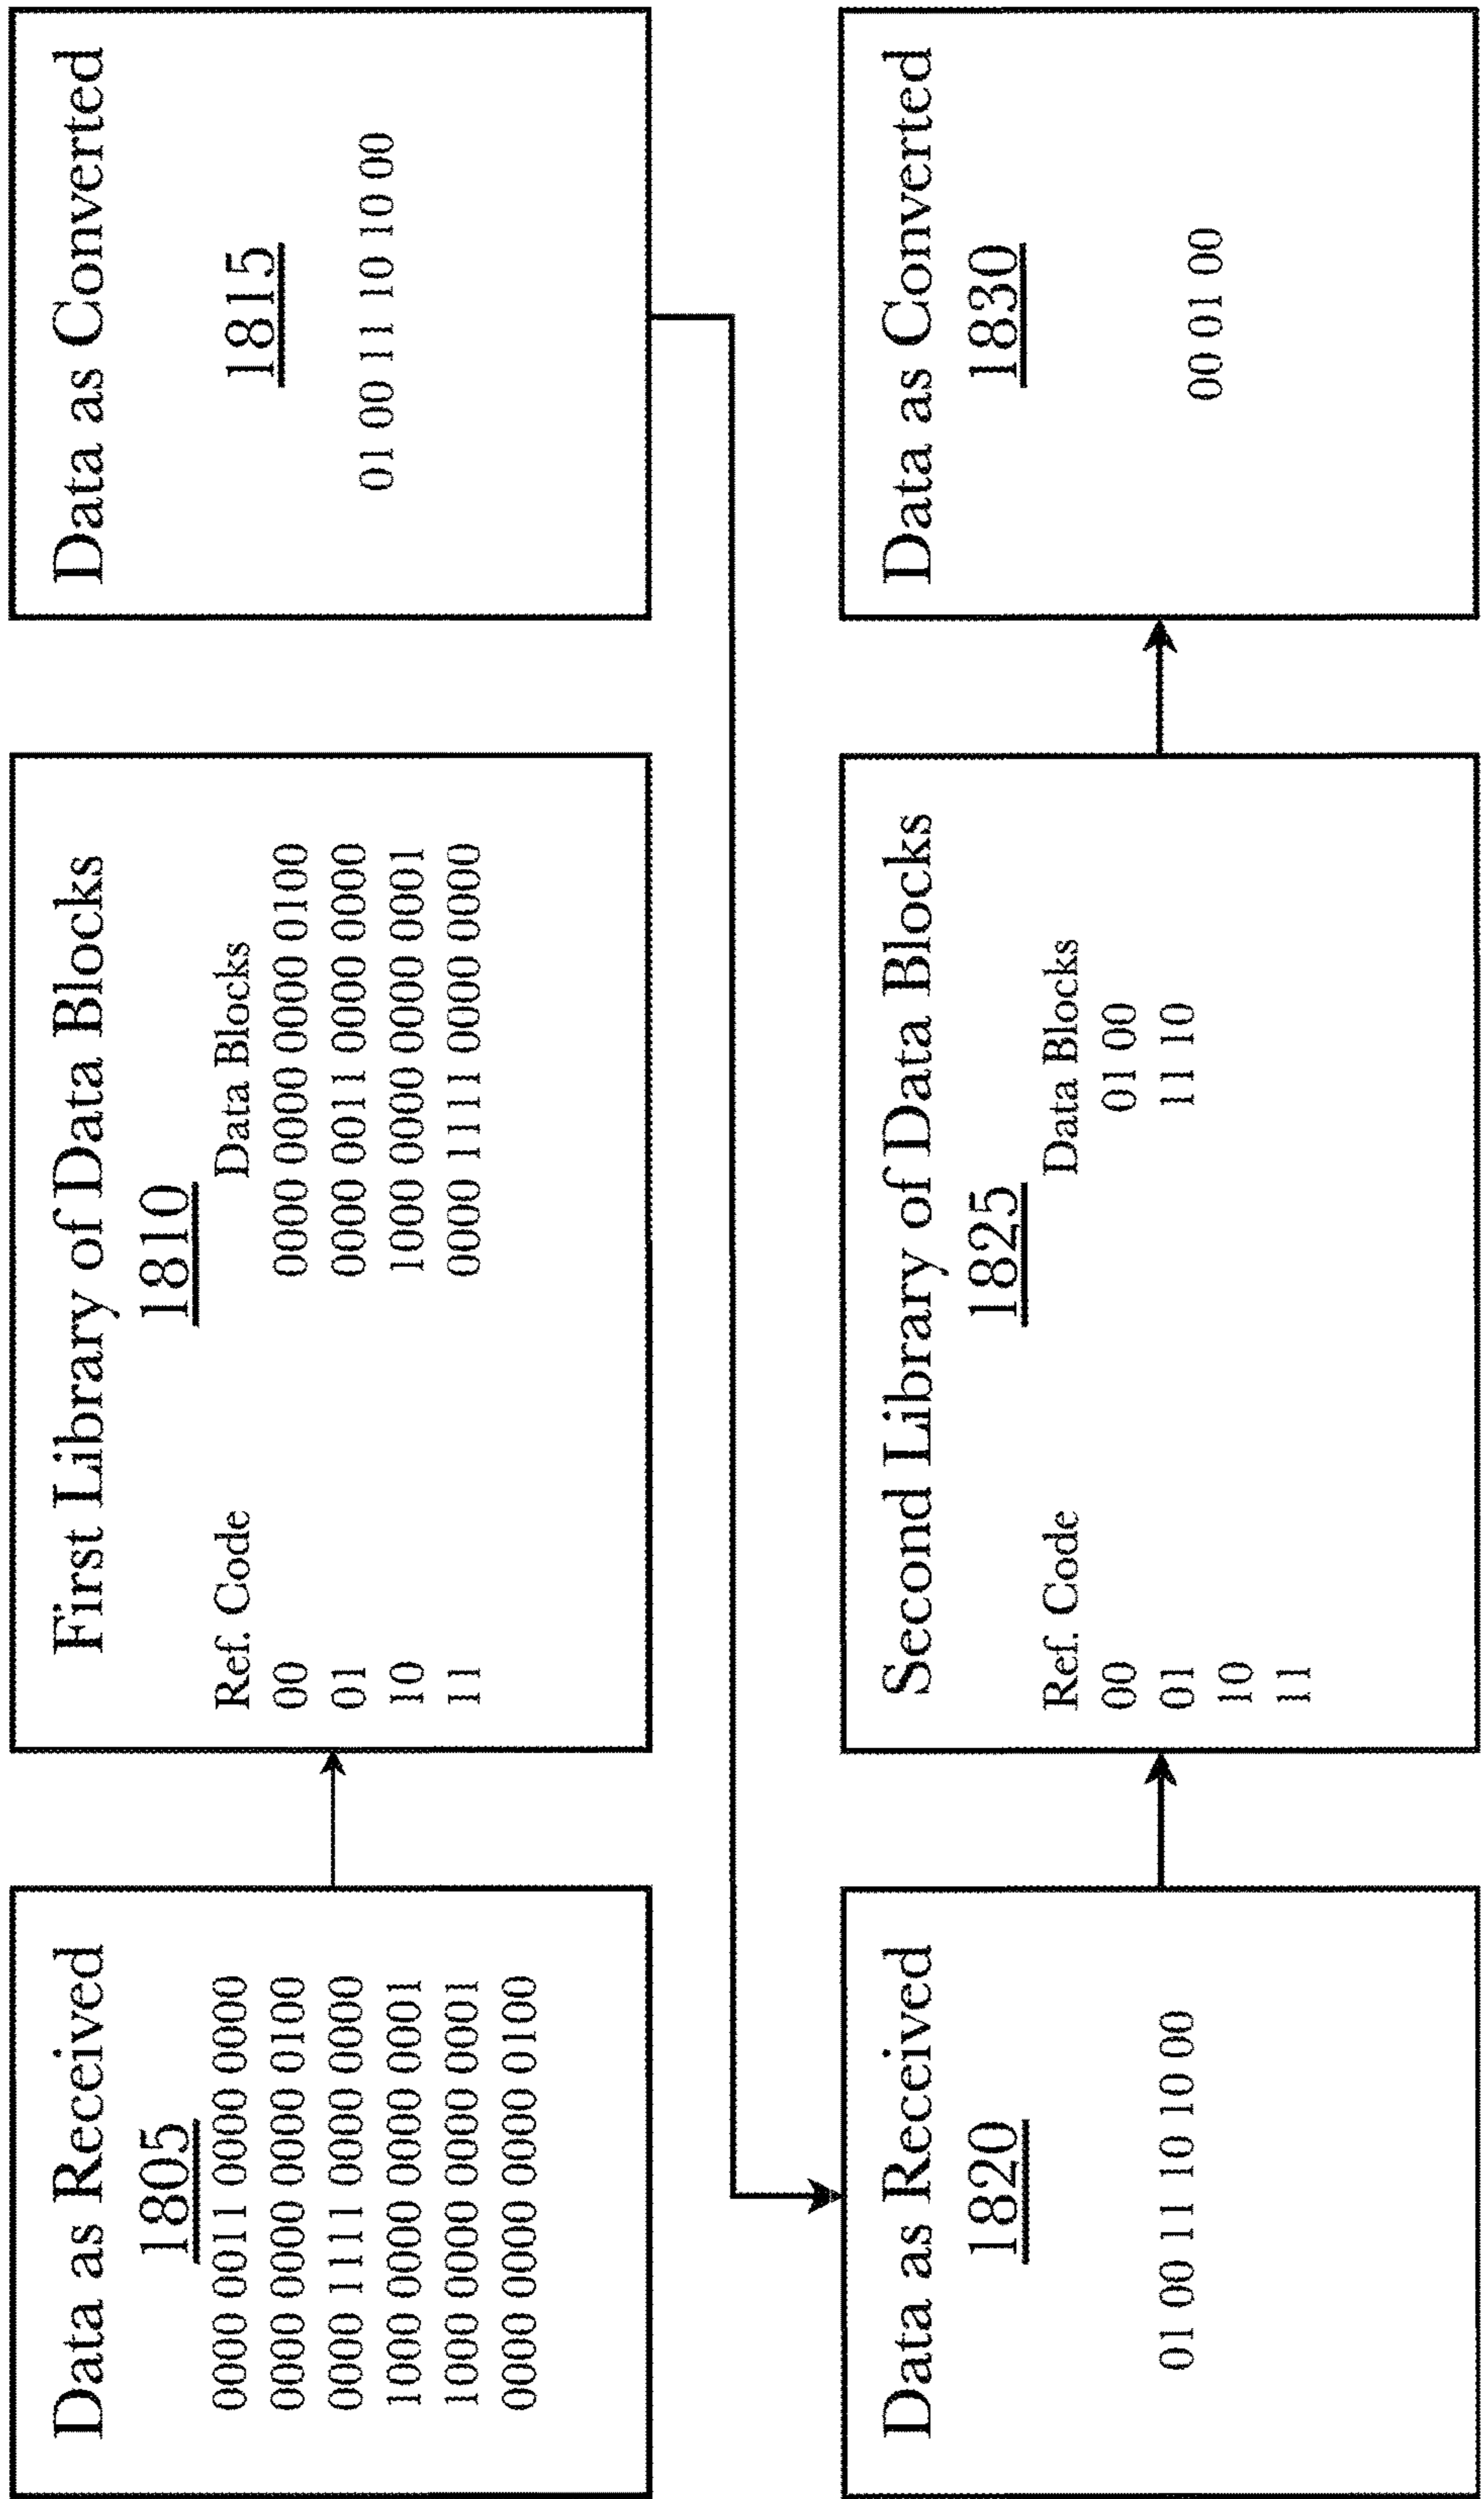 Data as Received
1805
0000 0011 0000 0000
0000 0000 0000 0100
0000 1111 0000 0000
1000 0000 0000 0001
1000 0000 0000 0001
0000 0000 0000 0100
First Library of Data Blocks
1810
Ref. Code Data Blocks
00 0000 0000 0000 0100
01 0000 0011 0000 0000
10 1000 0000 0000 0001
11 0000 1111 0000 0000
Data as Converted
1815
01 00 11 10 10 00
Data as Received
1820
01 00 11 10 10 00
Second Library of Data Blocks
1825
Ref. Code Data Blocks
00 01 00
01 11 10
10
11
Data as Converted
1830
00 01 00